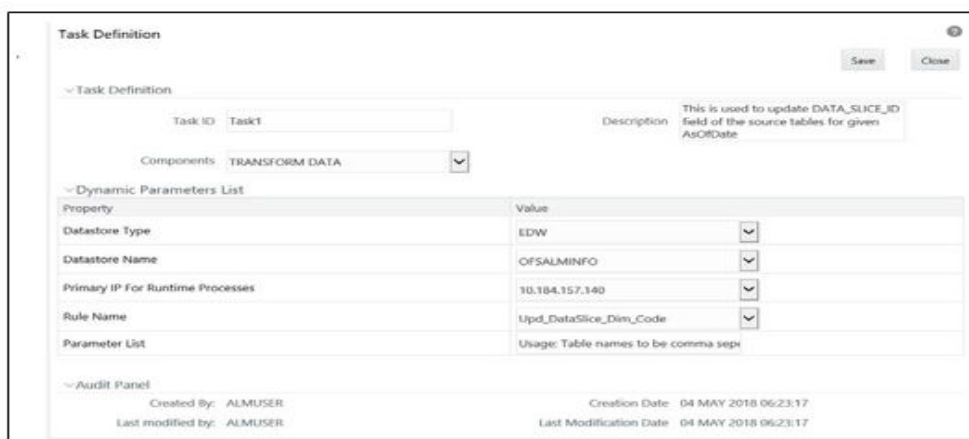 Task Definition
Save Close
Task Definition
Task ID Task1
Description This is used to update DATA_SLICE_ID
field of the source tables for given
AsOfDate
Components TRANSFORM DATA
Dynamic Parameters List
Property Value
Datastore Type EDW
Datastore Name OFSALMINFO
Primary IP For Runtime Processes 10.184.157.140
Rule Name Upd_DataSlice_Dim_Code
Parameter List Usage: Table names to be comma sepe
Audit Panel
Created By: ALMUSER Creation Date 04 MAY 2018 06:23:17
Last modified by: ALMUSER Last Modification Date 04 MAY 2018 06:23:17